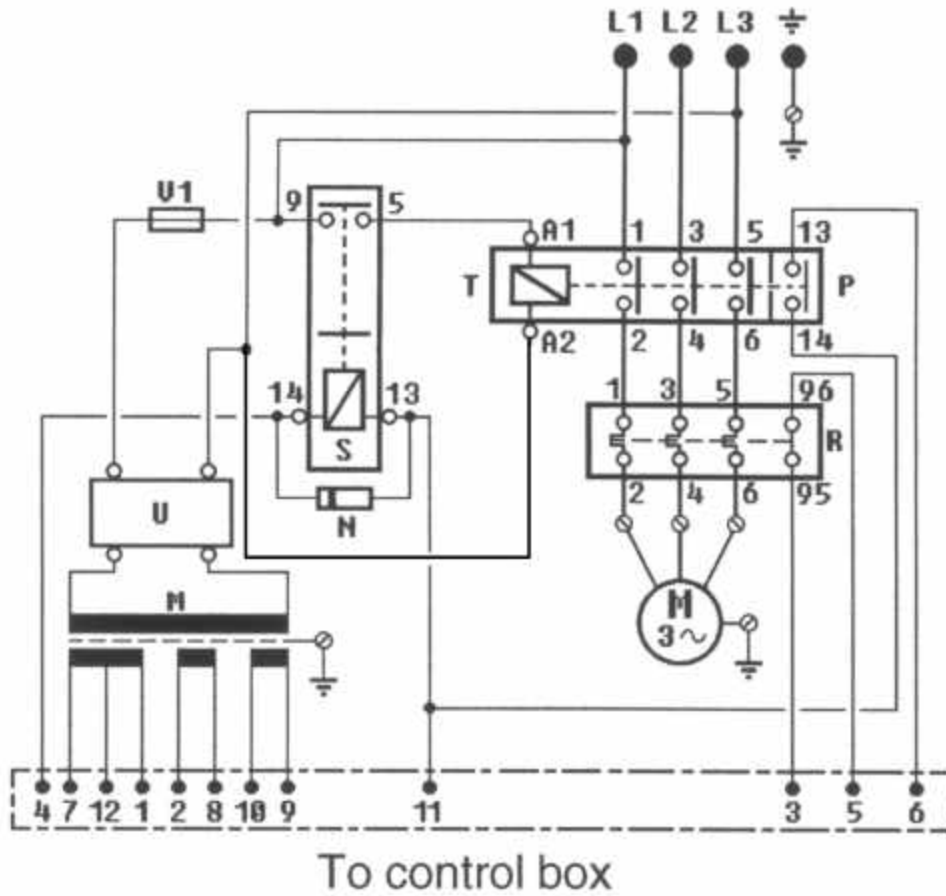 L1 L2 L3
V1
9 5
A1 1 3 5 13
T P
A2 2 4 6 14
14 13
1 3 5 96
S R
U N
2 4 6 95
M
M
3~
4 7 12 1 2 8 10 9 11 3 5 6
To control box